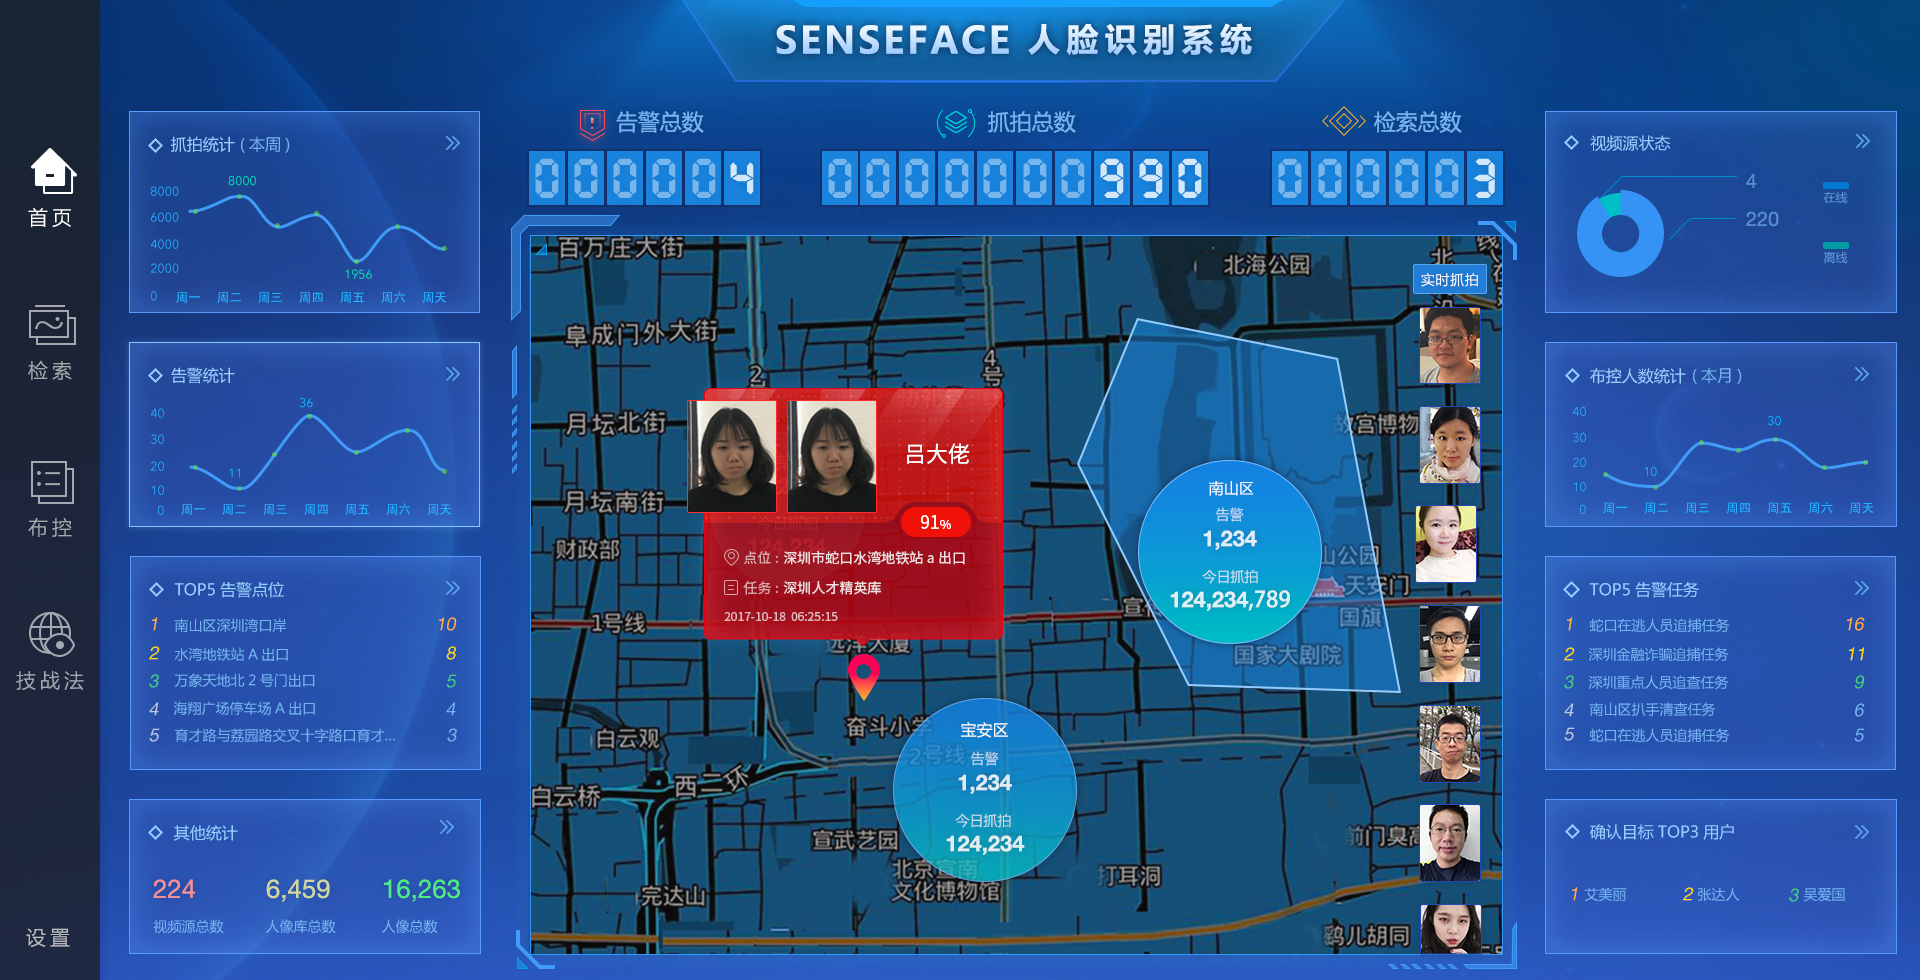 SENSEFACE 人脸识别系统
首页
检索
布控
技战法
设置
抓拍统计 ( 本周 )
8000
8000
6000
4000
2000
0
1956
周一 周二 周三 周四 周五 周六 周天
告警统计
40
30
20
10
0
36
11
周一 周二 周三 周四 周五 周六 周天
TOP5 告警点位
1 南山区深圳湾口岸 10
2 水湾地铁站 A 出口 8
3 万象天地北 2 号门出口 5
4 海翔广场停车场 A 出口 4
5 育才路与荔园路交叉十字路口育才... 3
其他统计
224 6,459 16,263
视频源总数 人像库总数 人像总数
告警总数
000004
抓拍总数
0000000990
检索总数
000003
百万庄大街
北海公园
实时抓拍
阜成门外大街
2
4号
月坛北街
故宫博物
月坛南街
财政部
1号线
吕大佬
91%
今日抓拍
点位 : 深圳市蛇口水湾地铁站 a 出口
任务 : 深圳人才精英库
2017-10-18 06:25:15
远洋大厦
南山区
告警
1,234
今日抓拍
124,234,789
山公园
天安门
国旗
国家大剧院
宣
奋斗小学
2号线
白云观
西二环
白云桥
宝安区
告警
1,234
今日抓拍
124,234
宣武艺园
北京宣南
文化博物馆
打耳洞
完达山
前门臭高
鹞儿胡同
北
线
视频源状态
4
220
在线
离线
布控人数统计 ( 本月 )
40
30
20
10
0
10
30
周一 周二 周三 周四 周五 周六 周天
TOP5 告警任务
1 蛇口在逃人员追捕任务 16
2 深圳金融诈骗追捕任务 11
3 深圳重点人员追查任务 9
4 南山区扒手清查任务 6
5 蛇口在逃人员追捕任务 5
确认目标 TOP3 用户
1 艾美丽 2 张达人 3 吴爱国